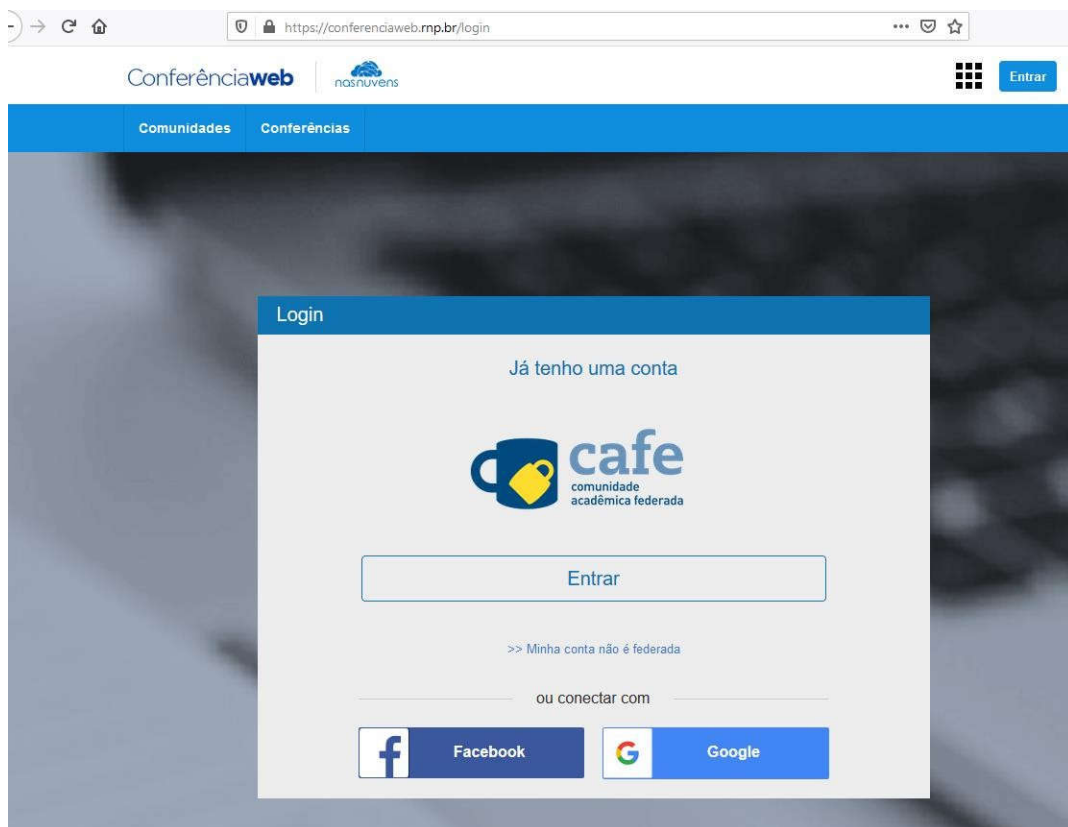 https://conferenciaweb.rnp.br/login
Conferênciaweb
nasnuvens
Entrar
Comunidades
Conferências
Login
Já tenho uma conta
cafe
comunidade
acadêmica federada
Entrar
>> Minha conta não é federada
ou conectar com
Facebook
Google